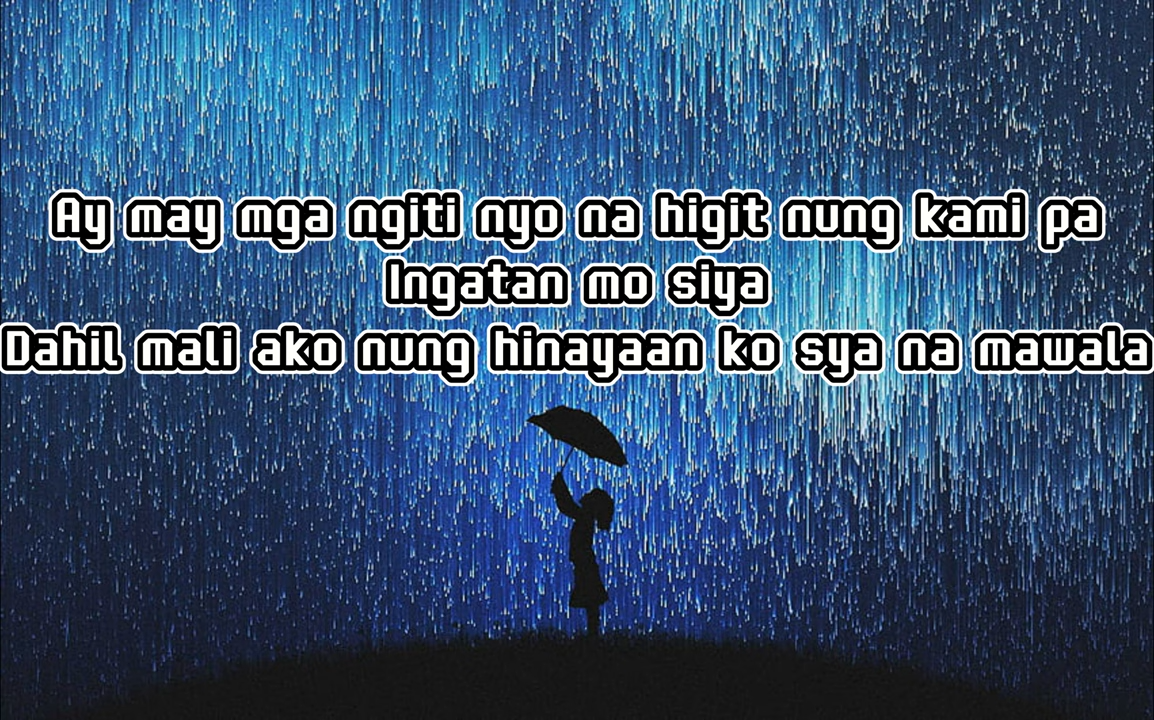 Ay may mga ngiti nyo na higit nung kami pa
Ingatan mo siya
Dahil mali ako nung hinayaan ko sya na mawala